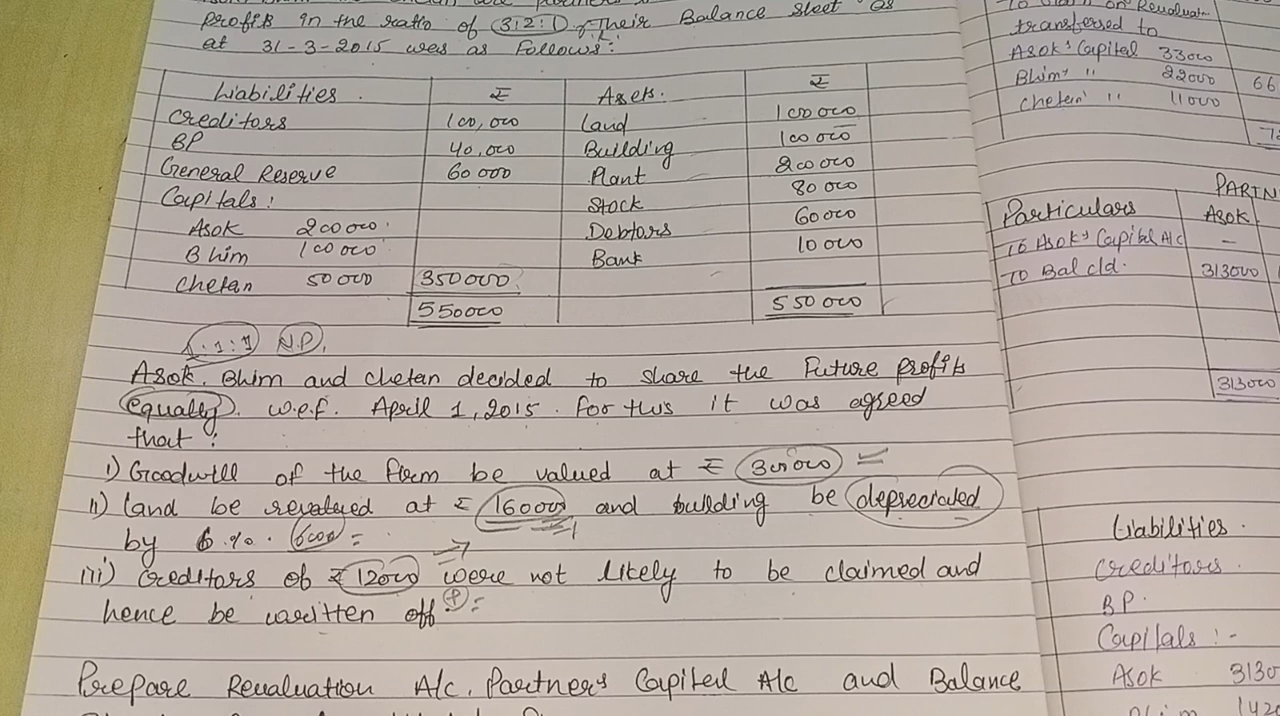 profits in the ratio of (3:2:1) Their Balance Sheet as
at 31-3-2015 was as follows:
Liabilities. ₹ Assets. ₹
Creditors 100,000 Land 100000
BP 40,000 Building 100000
General Reserve 60000 Plant 200000
Capitals: Stock 80000
Asok 200000 Debtors 60000
Bhim 100000 Bank 10000
Chetan 50000 350000
550000 550000
1:1:1 N.P.
Asok, Bhim and Chetan decided to share the Future Profits
equally. w.e.f. April 1, 2015. For this it was agreed
that:
i) Goodwill of the firm be valued at ₹ 300000 =
ii) Land be revalued at ₹ 160000 and building be depreciated
by 6%. 6000 =
iii) Creditors of ₹ 12000 were not likely to be claimed and
hence be written off + =
Prepare Revaluation A/c, Partner's Capital A/c and Balance
on Revaluat.
transferred to
Asok's Capital 33000
Bhim's " 22000 66
Chetan' " 11000
PARTN
Particulars Asok
To Asok's Capital A/c -
To Bal c/d. 313000
313000
Liabilities.
Creditors.
B.P.
Capitals:-
Asok 3130